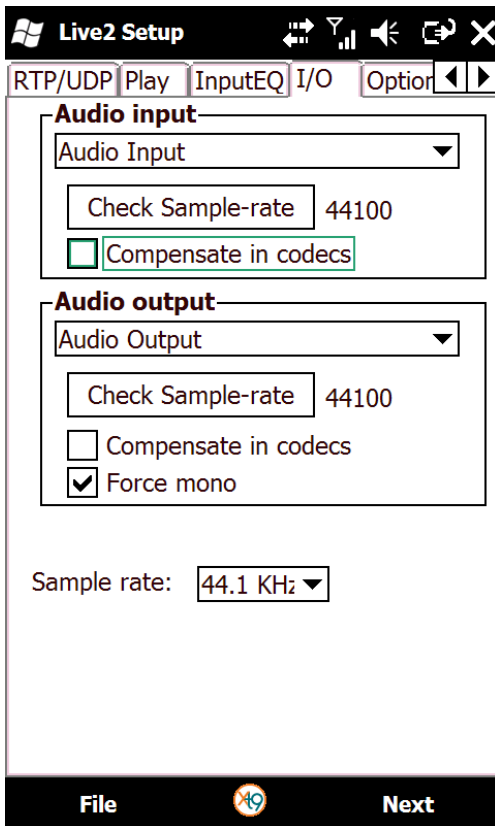 Live2 Setup
RTP/UDP Play InputEQ I/O Option
Audio input
Audio Input
Check Sample-rate 44100
Compensate in codecs
Audio output
Audio Output
Check Sample-rate 44100
Compensate in codecs
Force mono
Sample rate: 44.1 KHz
File Next